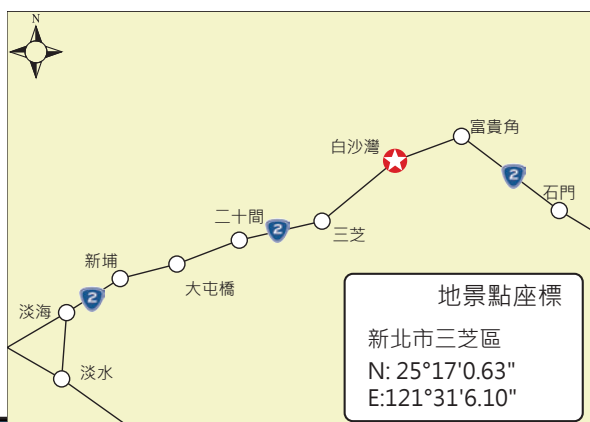 N
富貴角
白沙灣
2
石門
二十間
2
三芝
新埔
大屯橋
2
淡海
淡水
地景點座標
新北市三芝區
N: 25°17'0.63"
E:121°31'6.10"